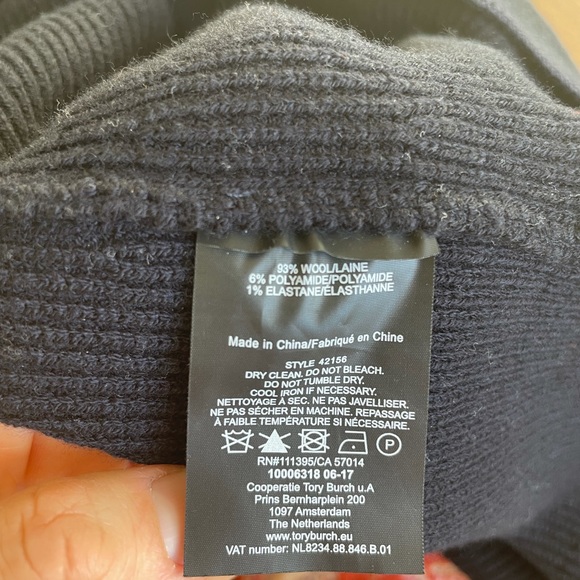 93% WOOL/LAINE
6% POLYAMIDE/POLYAMIDE
1% ELASTANE/ÉLASTHANNE
Made in China/Fabriqué en Chine
STYLE 42156
DRY CLEAN. DO NOT BLEACH.
DO NOT TUMBLE DRY.
COOL IRON IF NECESSARY.
NETTOYAGE À SEC. NE PAS JAVELLISER.
NE PAS SÉCHER EN MACHINE. REPASSAGE
À FAIBLE TEMPÉRATURE SI NÉCESSAIRE.
P
RN#111395/CA 57014
10006318 06-17
Cooperatie Tory Burch u.A
Prins Bernharplein 200
1097 Amsterdam
The Netherlands
www.toryburch.eu
VAT number: NL8234.88.846.B.01